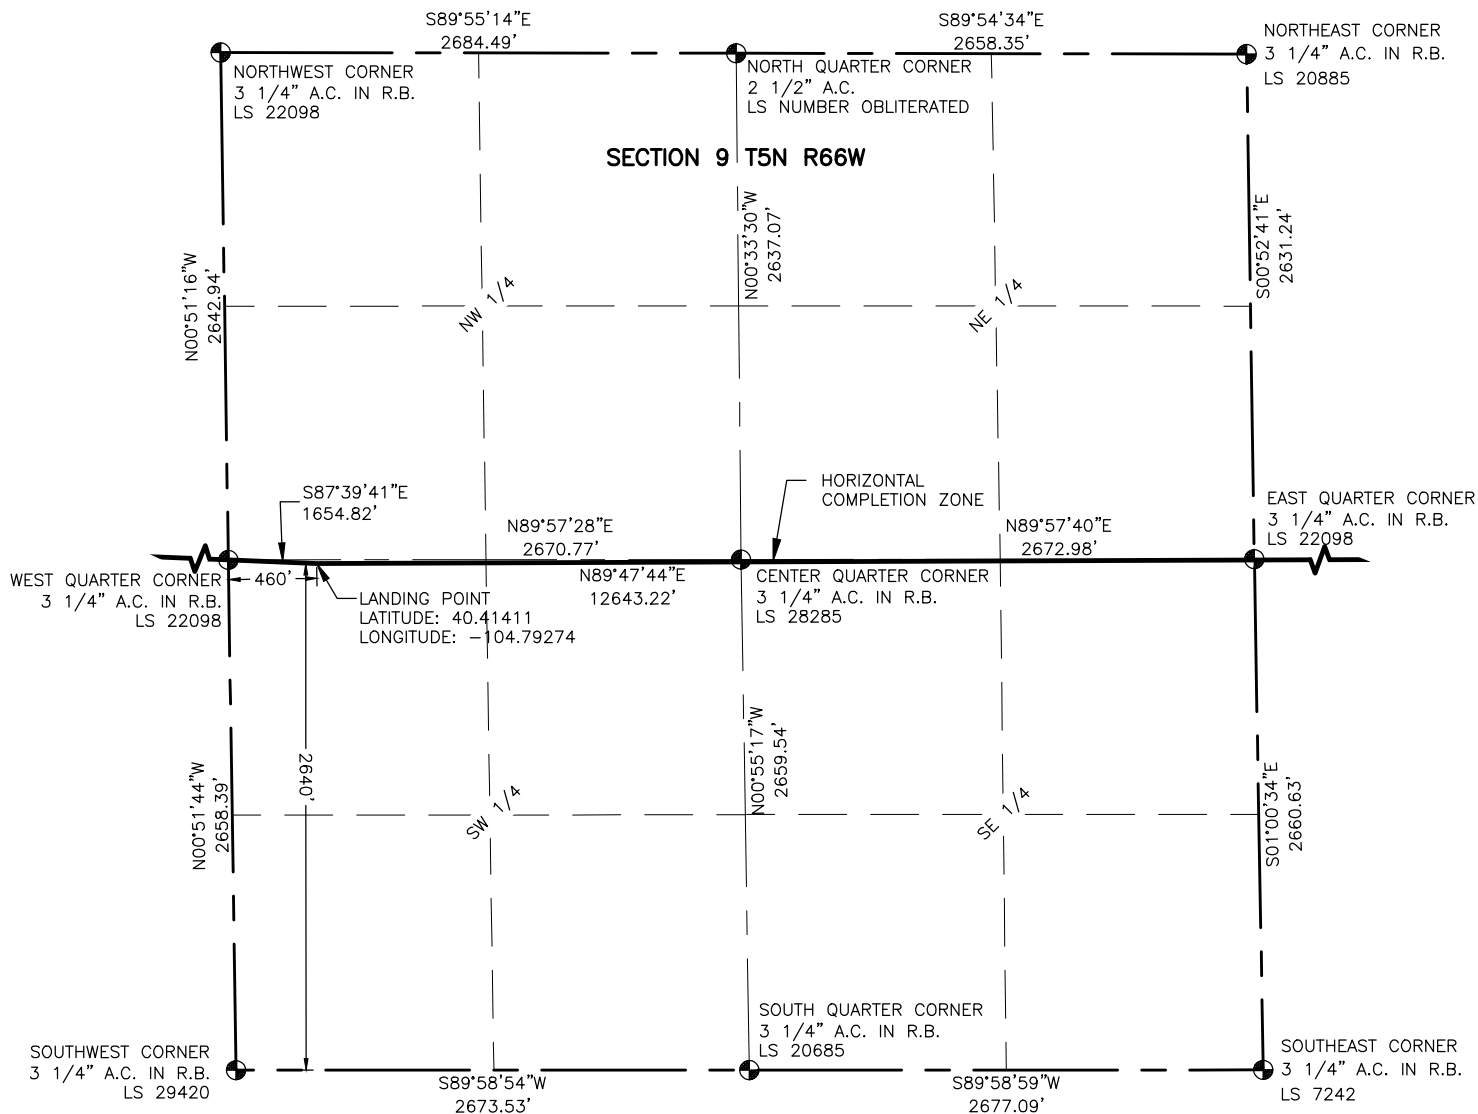 S89°55'14"E
2684.49'
S89°54'34"E
2658.35'
NORTHEAST CORNER
3 1/4" A.C. IN R.B.
LS 20885
NORTHWEST CORNER
3 1/4" A.C. IN R.B.
LS 22098
NORTH QUARTER CORNER
2 1/2" A.C.
LS NUMBER OBLITERATED
SECTION 9 T5N R66W
N00°51'16"W
2642.94'
NW 1/4
N00°33'30"W
2637.07'
NE 1/4
S00°52'41"E
2631.24'
S87°39'41"E
1654.82'
N89°57'28"E
2670.77'
HORIZONTAL
COMPLETION ZONE
N89°57'40"E
2672.98'
EAST QUARTER CORNER
3 1/4" A.C. IN R.B.
LS 22098
WEST QUARTER CORNER
3 1/4" A.C. IN R.B.
LS 22098
460'
LANDING POINT
LATITUDE: 40.41411
LONGITUDE: -104.79274
N89°47'44"E
12643.22'
CENTER QUARTER CORNER
3 1/4" A.C. IN R.B.
LS 28285
N00°51'44"W
2658.39'
2640'
SW 1/4
N00°55'17"W
2659.54'
SE 1/4
S01°00'34"E
2660.63'
SOUTHWEST CORNER
3 1/4" A.C. IN R.B.
LS 29420
S89°58'54"W
2673.53'
SOUTH QUARTER CORNER
3 1/4" A.C. IN R.B.
LS 20685
S89°58'59"W
2677.09'
SOUTHEAST CORNER
3 1/4" A.C. IN R.B.
LS 7242